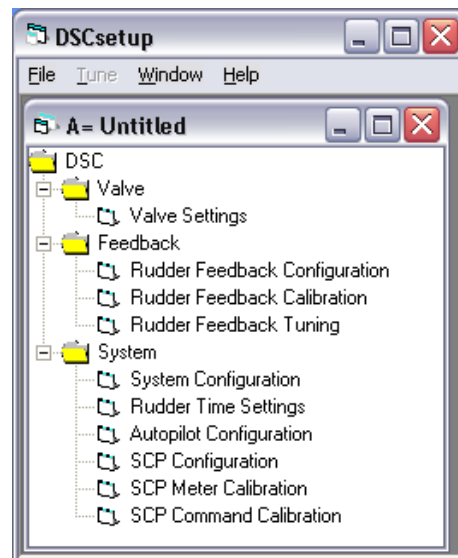 DSCsetup
File Tune Window Help
A= Untitled
DSC
Valve
Valve Settings
Feedback
Rudder Feedback Configuration
Rudder Feedback Calibration
Rudder Feedback Tuning
System
System Configuration
Rudder Time Settings
Autopilot Configuration
SCP Configuration
SCP Meter Calibration
SCP Command Calibration